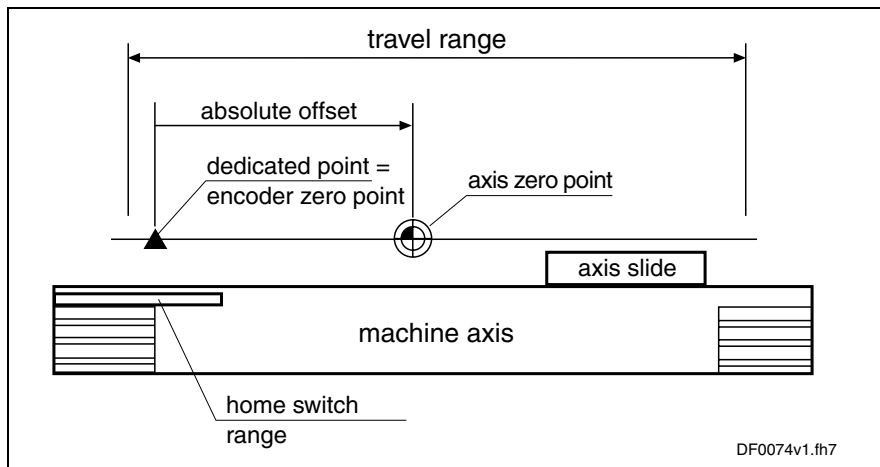 travel range
absolute offset
dedicated point =
encoder zero point
axis zero point
axis slide
machine axis
home switch
range
DF0074v1.fh7